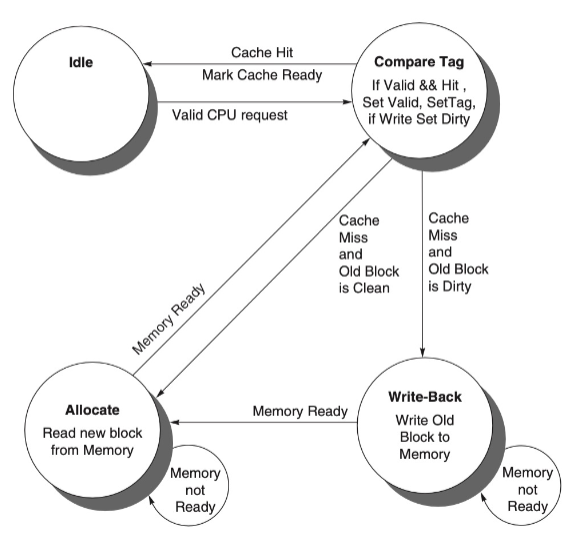 Idle
Cache Hit
Mark Cache Ready
Valid CPU request
Compare Tag
If Valid && Hit ,
Set Valid, SetTag,
if Write Set Dirty
Cache
Miss
and
Old Block
is Clean
Cache
Miss
and
Old Block
is Dirty
Memory Ready
Allocate
Read new block
from Memory
Memory
not
Ready
Memory Ready
Write-Back
Write Old
Block to
Memory
Memory
not
Ready